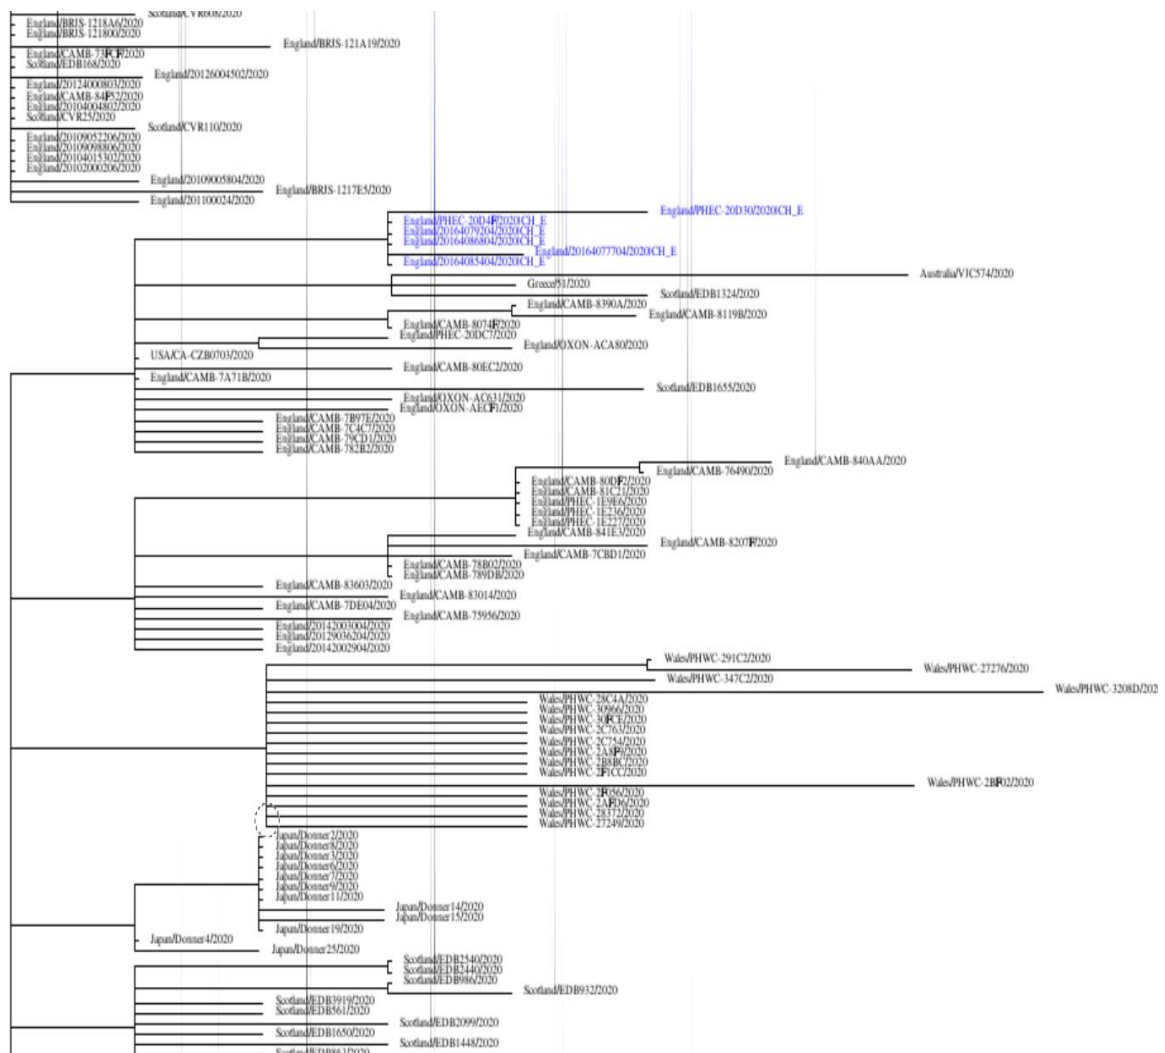 Scotland/CVR608/2020
England/BRIS-1218A6/2020
England/BRIS-121800/2020
England/BRIS-121A19/2020
England/CAMB-73FCF/2020
Scotland/EDB168/2020
England/20126004502/2020
England/20124000803/2020
England/CAMB-84F52/2020
England/20104004802/2020
Scotland/CVR25/2020
Scotland/CVR110/2020
England/20109052206/2020
England/20109098806/2020
England/20104015302/2020
England/20102000206/2020
England/20109005804/2020
England/BRIS-1217E5/2020
England/201100024/2020
England/PHEC-20D30/2020|CH_E
England/PHEC-20D4F/2020|CH_E
England/20164079204/2020|CH_E
England/20164086804/2020|CH_E
England/20164077704/2020|CH_E
England/20164085404/2020|CH_E
Australia/VIC574/2020
Greece/51/2020
Scotland/EDB1324/2020
England/CAMB-8390A/2020
England/CAMB-8119B/2020
England/CAMB-8074F/2020
England/PHEC-20DC7/2020
England/OXON-ACA80/2020
USA/CA-CZB0703/2020
England/CAMB-80EC2/2020
England/CAMB-7A71B/2020
Scotland/EDB1655/2020
England/OXON-AC631/2020
England/OXON-AECF1/2020
England/CAMB-7B97E/2020
England/CAMB-7C4C7/2020
England/CAMB-79CD1/2020
England/CAMB-782B2/2020
England/CAMB-840AA/2020
England/CAMB-76490/2020
England/CAMB-80DF2/2020
England/CAMB-81C21/2020
England/PHEC-1E9E6/2020
England/PHEC-1E236/2020
England/PHEC-1E227/2020
England/CAMB-841E3/2020
England/CAMB-8207F/2020
England/CAMB-7CBD1/2020
England/CAMB-78B02/2020
England/CAMB-789DB/2020
England/CAMB-83603/2020
England/CAMB-83014/2020
England/CAMB-7DE04/2020
England/CAMB-75956/2020
England/20142003004/2020
England/20129036204/2020
England/20142002904/2020
Wales/PHWC-291C2/2020
Wales/PHWC-27276/2020
Wales/PHWC-347C2/2020
Wales/PHWC-3208D/202
Wales/PHWC-28C4A/2020
Wales/PHWC-30966/2020
Wales/PHWC-30FCE/2020
Wales/PHWC-2C763/2020
Wales/PHWC-2C754/2020
Wales/PHWC-2A8F9/2020
Wales/PHWC-2B8BC/2020
Wales/PHWC-2F1CC/2020
Wales/PHWC-2BF02/2020
Wales/PHWC-2F056/2020
Wales/PHWC-2AFD6/2020
Wales/PHWC-28372/2020
Wales/PHWC-27249/2020
Japan/Donner2/2020
Japan/Donner8/2020
Japan/Donner3/2020
Japan/Donner6/2020
Japan/Donner7/2020
Japan/Donner9/2020
Japan/Donner11/2020
Japan/Donner14/2020
Japan/Donner15/2020
Japan/Donner19/2020
Japan/Donner4/2020
Japan/Donner25/2020
Scotland/EDB2540/2020
Scotland/EDB2440/2020
Scotland/EDB986/2020
Scotland/EDB932/2020
Scotland/EDB3919/2020
Scotland/EDB561/2020
Scotland/EDB2099/2020
Scotland/EDB1650/2020
Scotland/EDB1448/2020
Scotland/EDB863/2020